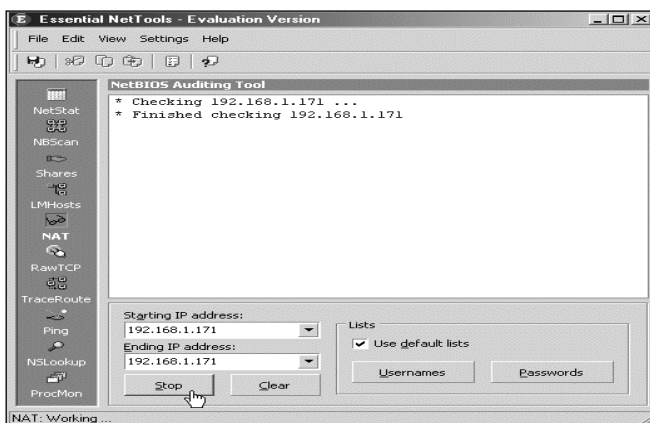 Essential NetTools - Evaluation Version
File Edit View Settings Help
NetStat
NBScan
Shares
LMHosts
NAT
RawTCP
TraceRoute
Ping
NSLookup
ProcMon
NetBIOS Auditing Tool
* Checking 192.168.1.171 ...
* Finished checking 192.168.1.171
Starting IP address:
192.168.1.171
Ending IP address:
192.168.1.171
Stop Clear
Lists
Use default lists
Usernames Passwords
NAT: Working ...